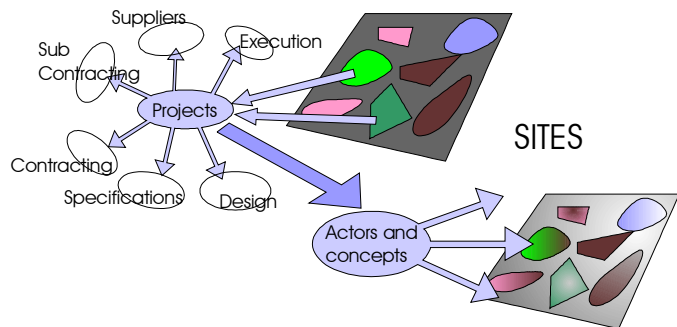 Suppliers
Sub
Contracting
Execution
Projects
Contracting
Specifications
Design
SITES
Actors and
concepts